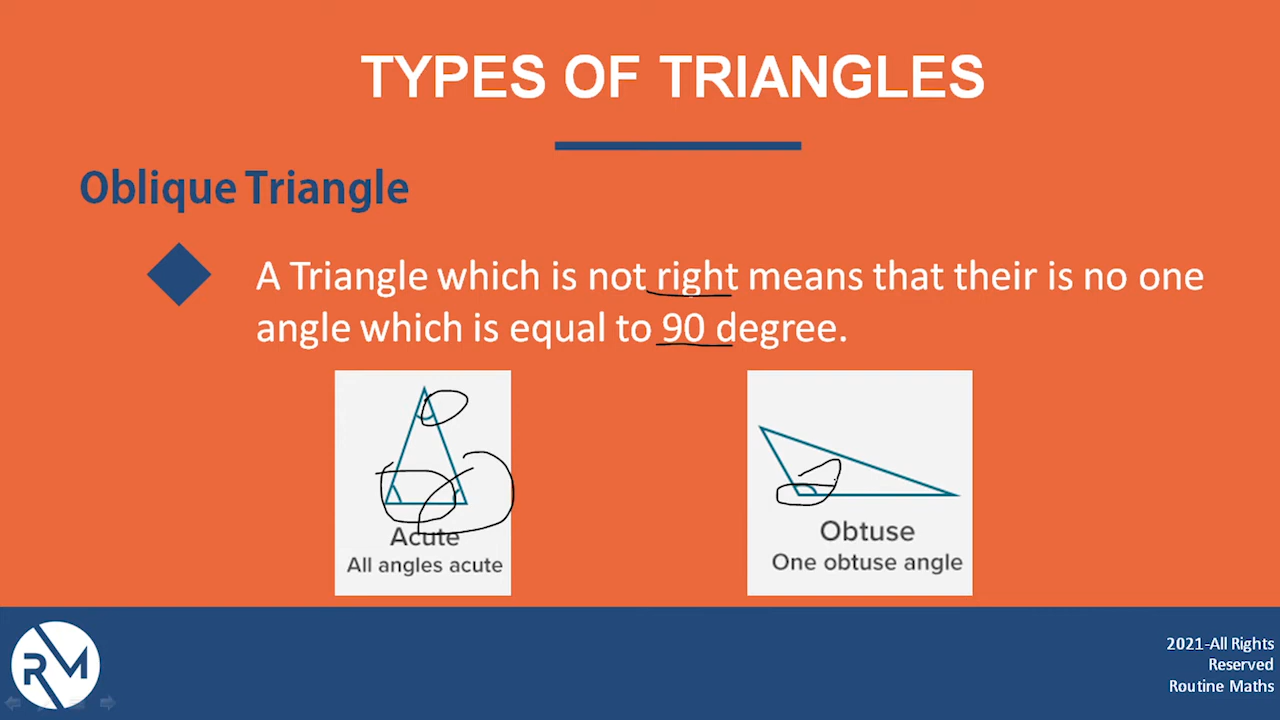 TYPES OF TRIANGLES
Oblique Triangle
A Triangle which is not right means that their is no one
angle which is equal to 90 degree.
Acute
All angles acute
Obtuse
One obtuse angle
RM
2021-All Rights
Reserved
Routine Maths